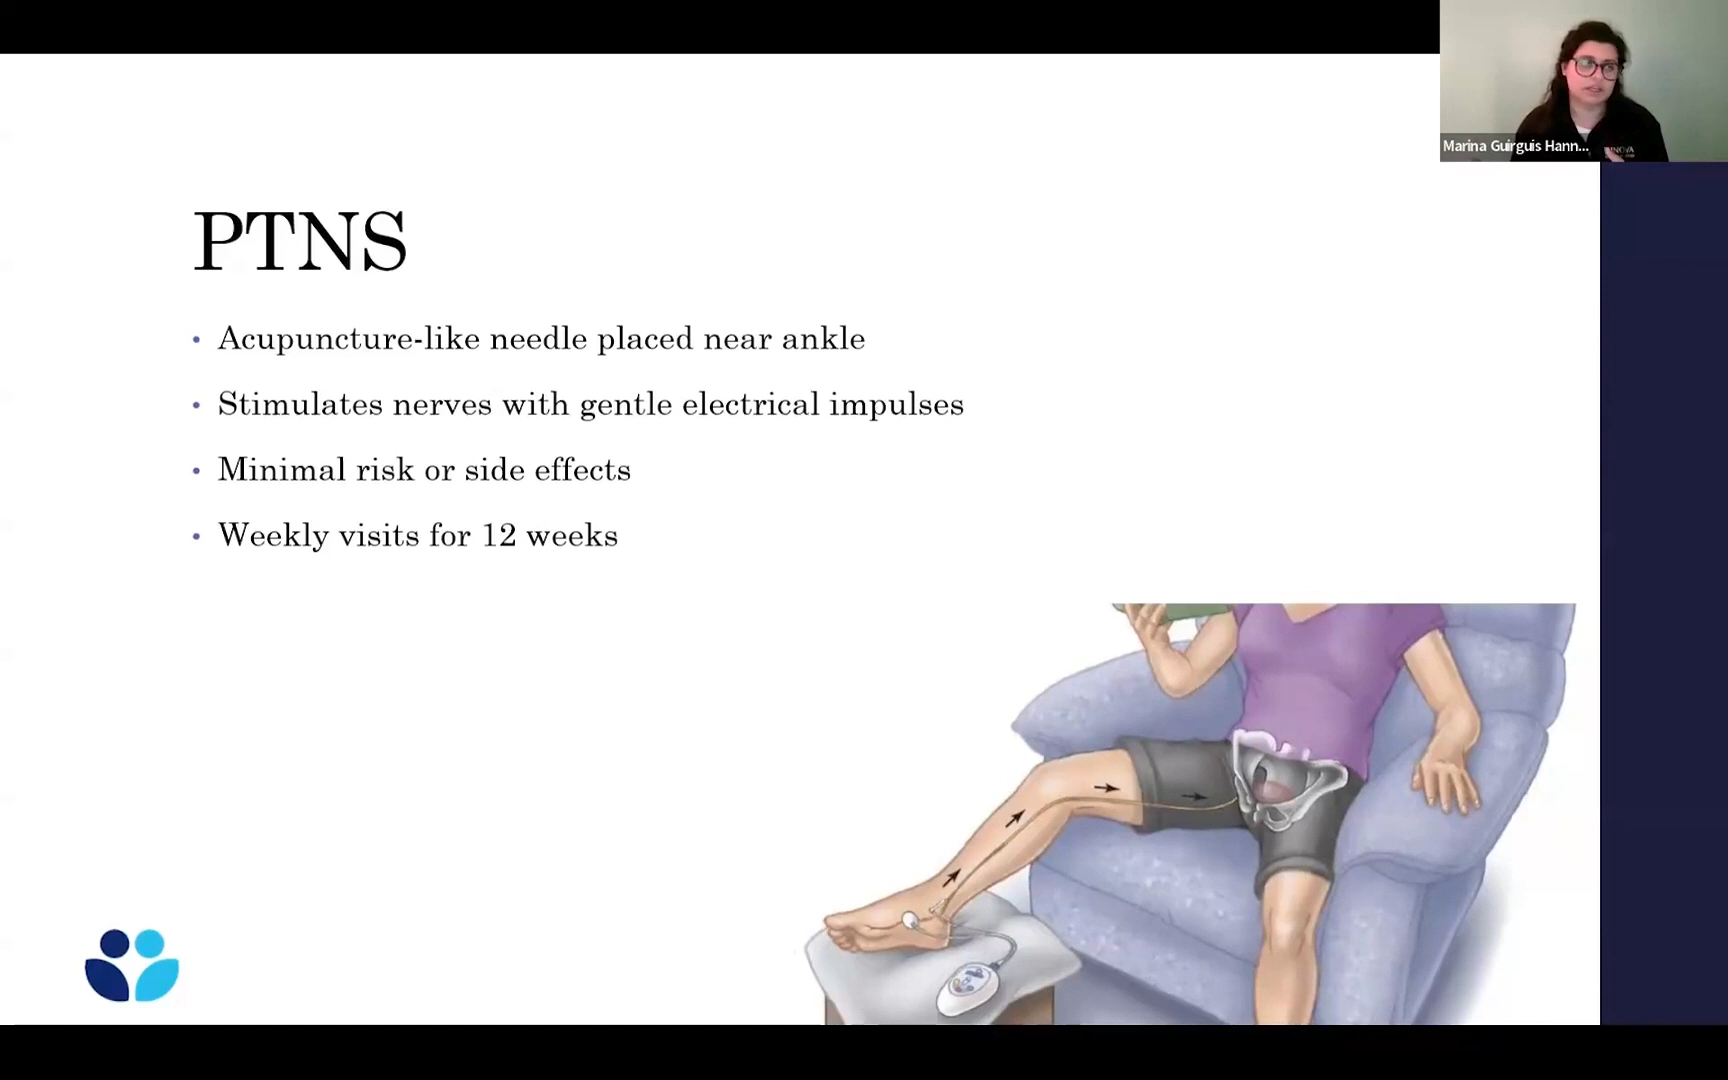 Marina Guirguis Hann...
PTNS
• Acupuncture-like needle placed near ankle
• Stimulates nerves with gentle electrical impulses
• Minimal risk or side effects
• Weekly visits for 12 weeks